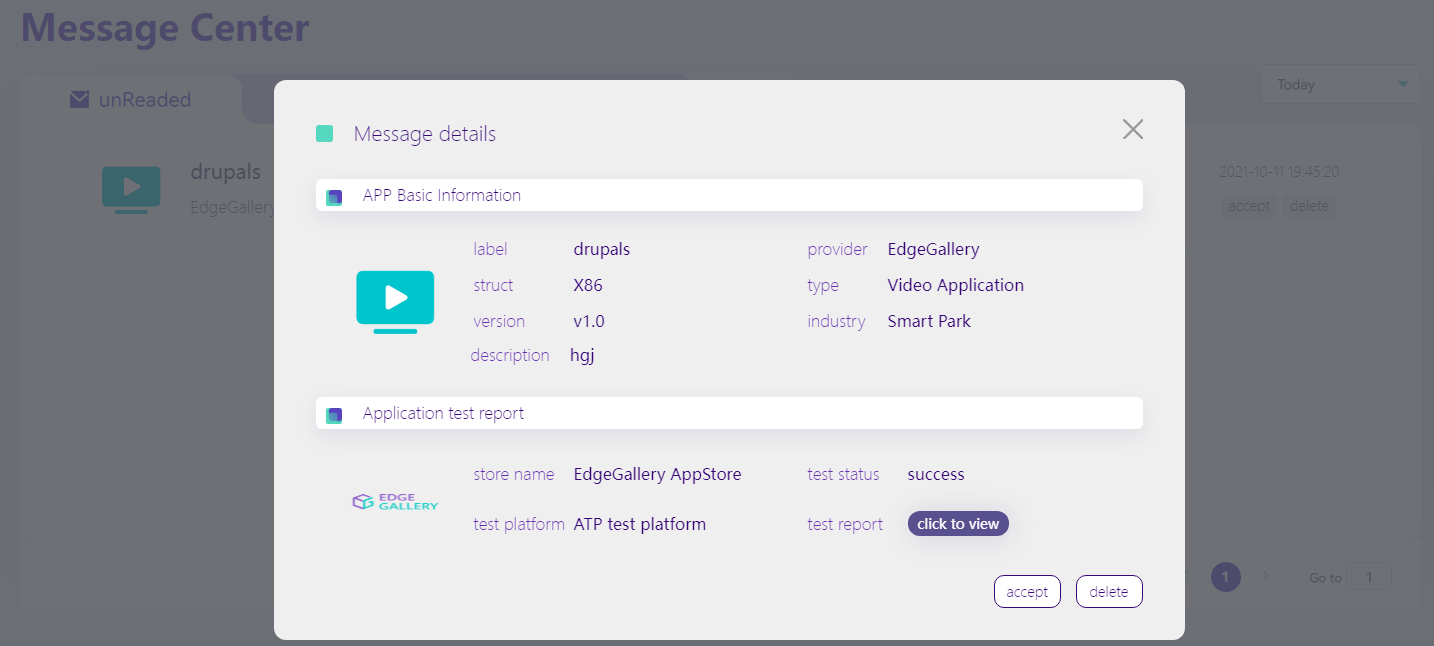 Message Center
unReaded
Today
Message details
drupals
EdgeGallery
2021-10-11 19:45:20
accept delete
APP Basic Information
label drupals provider EdgeGallery
struct X86 type Video Application
version v1.0 industry Smart Park
description hgj
Application test report
EDGE
GALLERY
store name EdgeGallery AppStore test status success
test platform ATP test platform test report click to view
1 Go to 1
accept delete